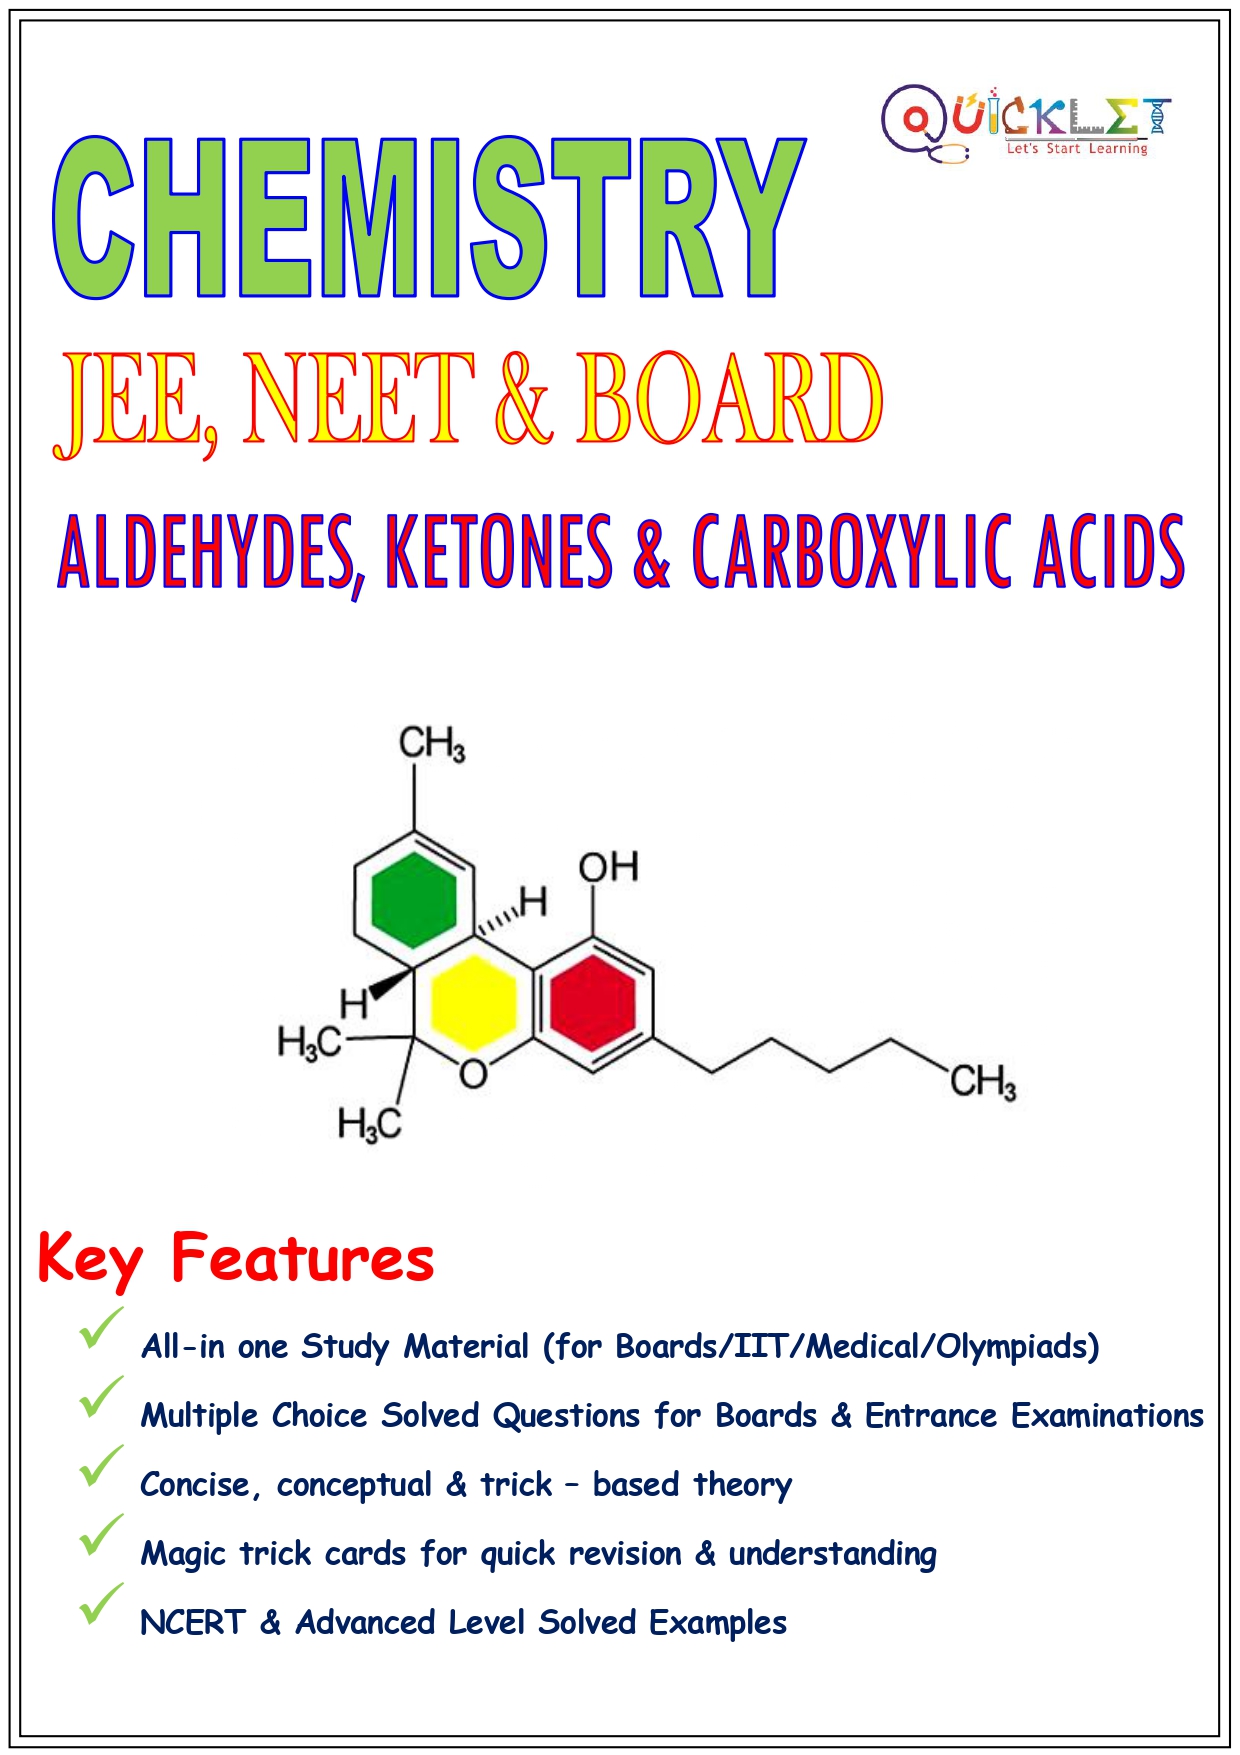 QUICKLET
Let's Start Learning
CHEMISTRY
JEE, NEET & BOARD
ALDEHYDES, KETONES & CARBOXYLIC ACIDS
CH3
OH
H
H
H3C
O
CH3
H3C
Key Features
✓ All-in one Study Material (for Boards/IIT/Medical/Olympiads)
✓ Multiple Choice Solved Questions for Boards & Entrance Examinations
✓ Concise, conceptual & trick – based theory
✓ Magic trick cards for quick revision & understanding
✓ NCERT & Advanced Level Solved Examples